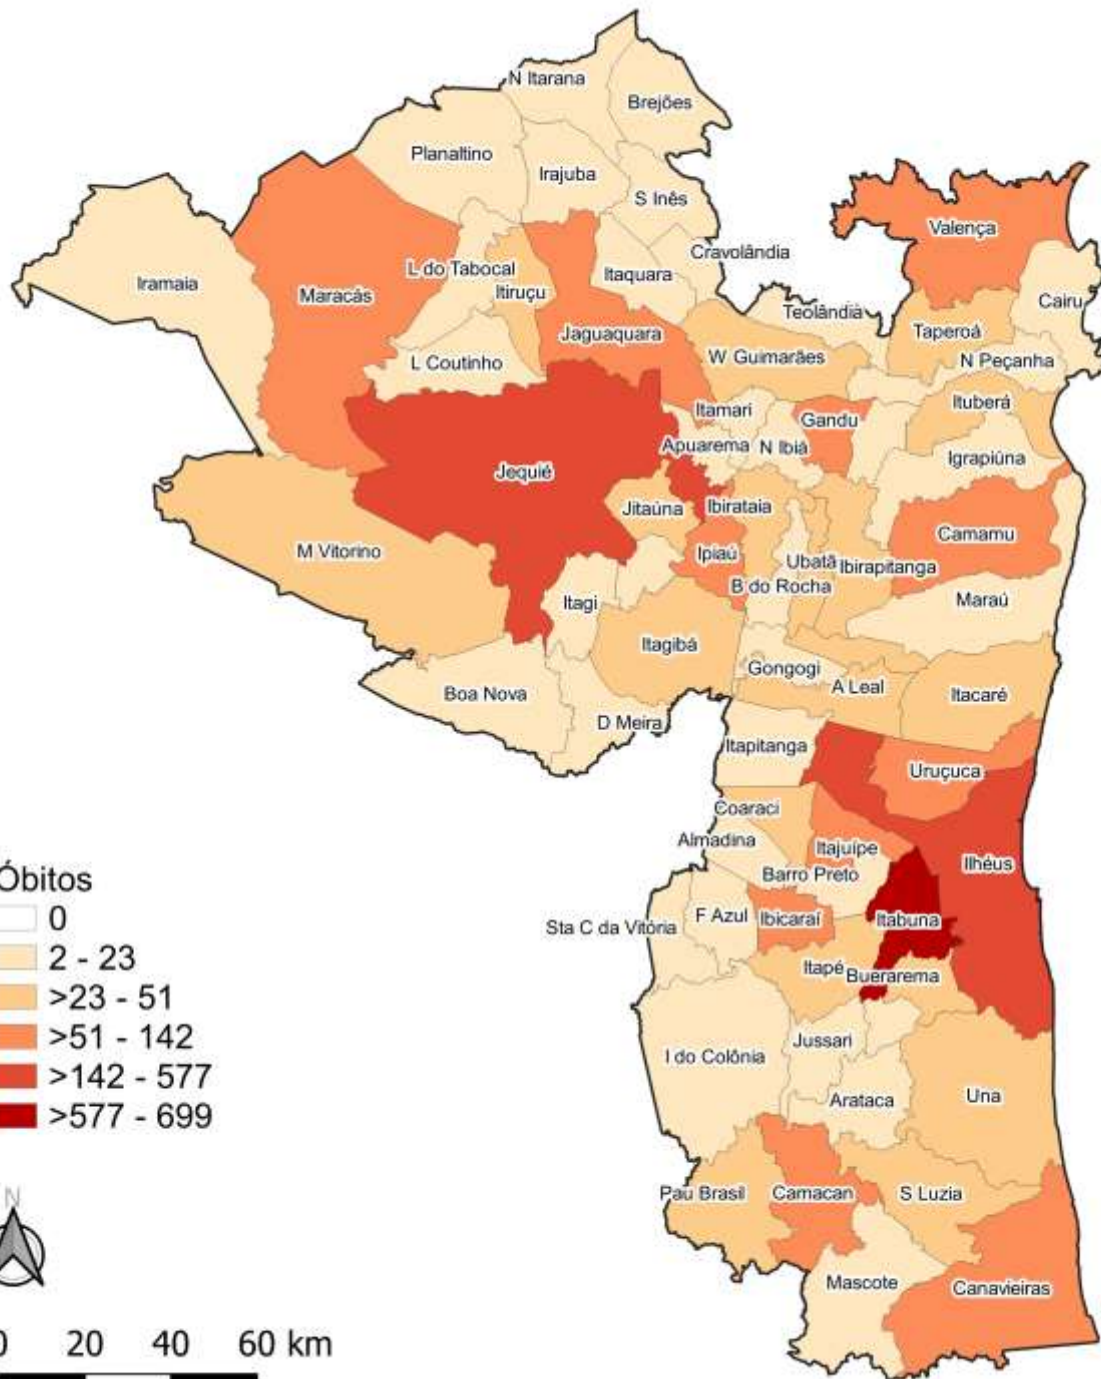 N Itarana
Brejões
Planaltino
Irajuba
S Inês
Valença
Cravolândia
L do Tabocal
Itaquara
Iramaia
Itiruçu
Maracás
Cairu
Teolândia
Taperoá
Jaguaquara
W Guimarães
L Coutinho
N Peçanha
Ituberá
Itamari
Gandu
Apuarema
N Ibiá
Igrapiúna
Jequié
Jitaúna
Ibirataia
Camamu
M Vitorino
Ipiaú
Ubatã
Ibirapitanga
B do Rocha
Itagi
Maraú
Itagibá
Gongogi
A Leal
Boa Nova
Itacaré
D Meira
Itapitanga
Uruçuca
Coaraci
Almadina
Itajuípe
Ilhéus
Barro Preto
Sta C da Vitória
F Azul
Ibicaraí
Itabuna
Itapé
Buerarema
Jussari
I do Colônia
Una
Arataca
Pau Brasil
Camacan
S Luzia
Mascote
Canavieiras
Óbitos
0
2 - 23
>23 - 51
>51 - 142
>142 - 577
>577 - 699
N
0 20 40 60 km